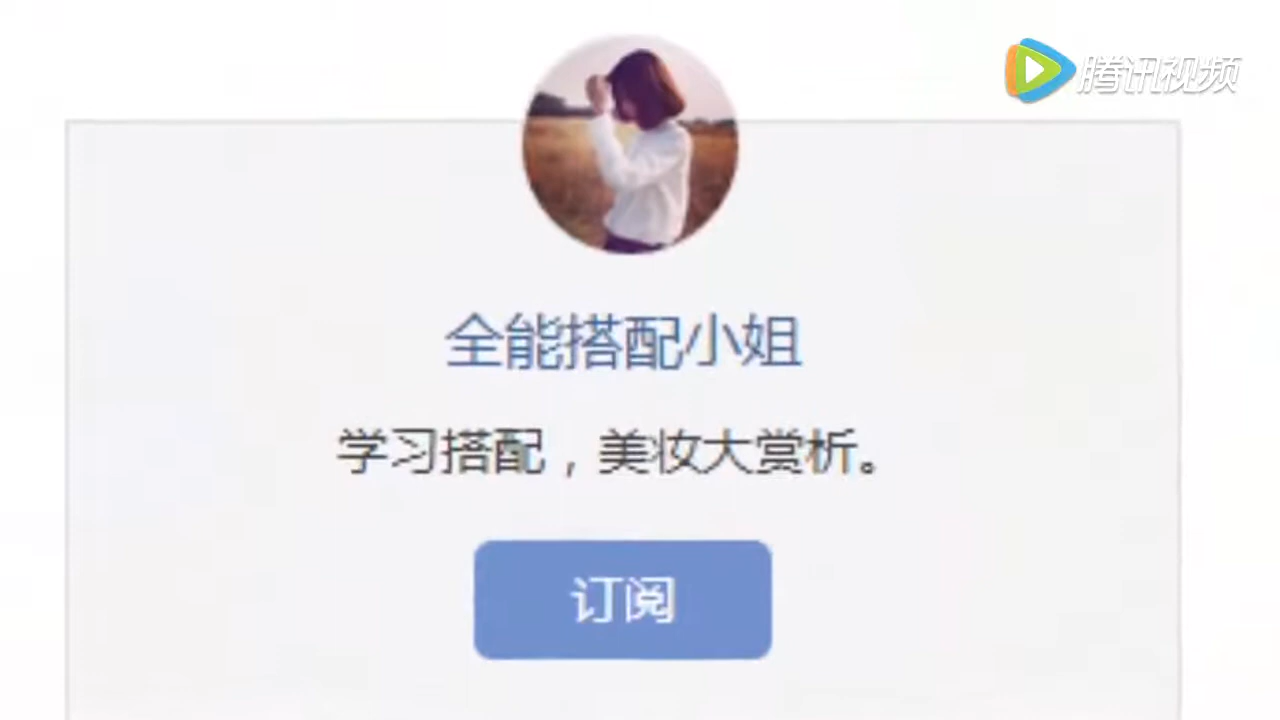 腾讯视频
全能搭配小姐
学习搭配，美妆大赏析。
订阅